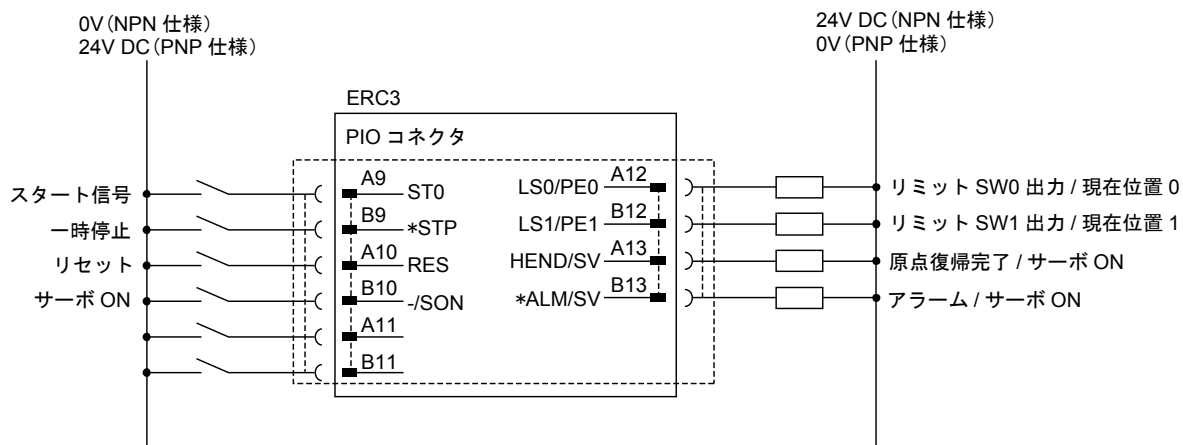 0V(NPN 仕様)
24V DC(PNP 仕様)
24V DC(NPN 仕様)
0V(PNP 仕様)
ERC3
PIO コネクタ
スタート信号
A9
ST0
LS0/PE0
A12
リミット SW0 出力 / 現在位置 0
一時停止
B9
*STP
LS1/PE1
B12
リミット SW1 出力 / 現在位置 1
リセット
A10
RES
HEND/SV
A13
原点復帰完了 / サーボ ON
サーボ ON
B10
-/SON
*ALM/SV
B13
アラーム / サーボ ON
A11
B11